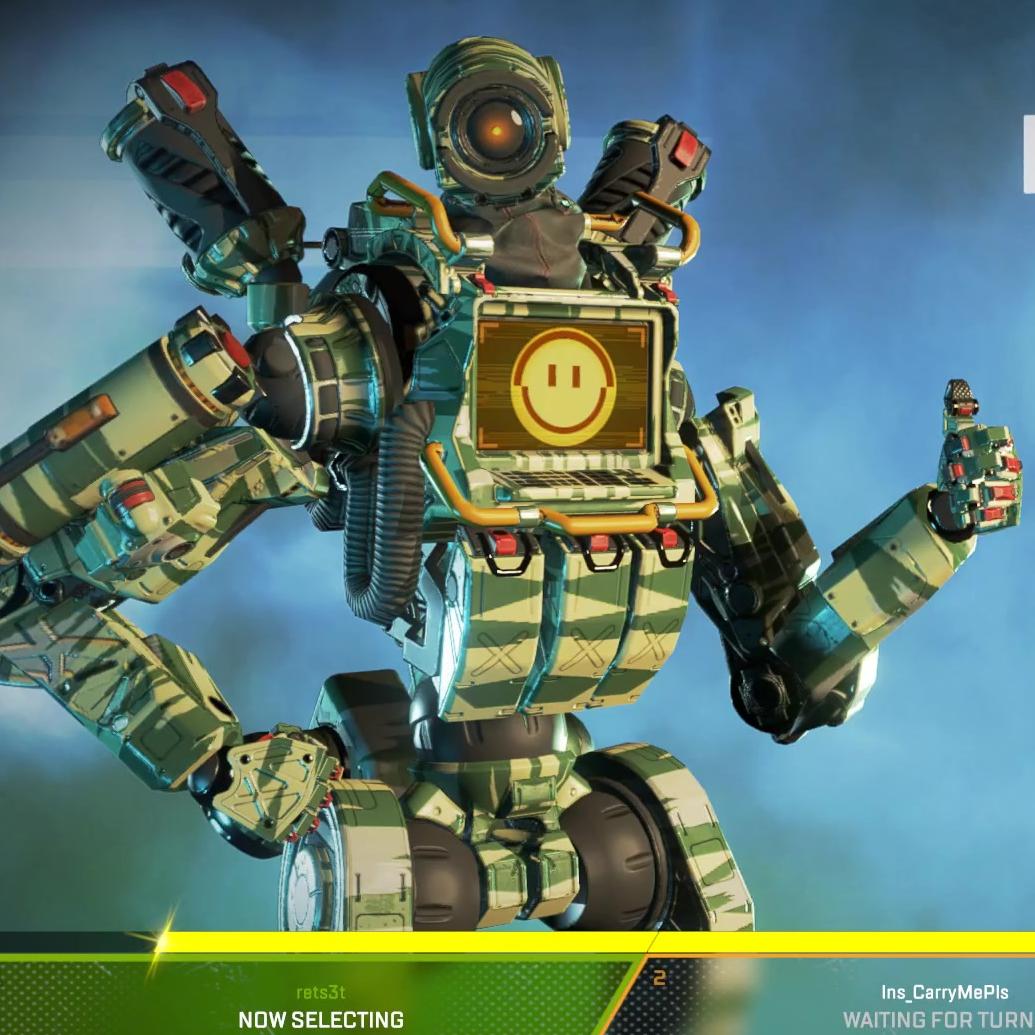 rets3t
NOW SELECTING
2
Ins_CarryMePls
WAITING FOR TURN